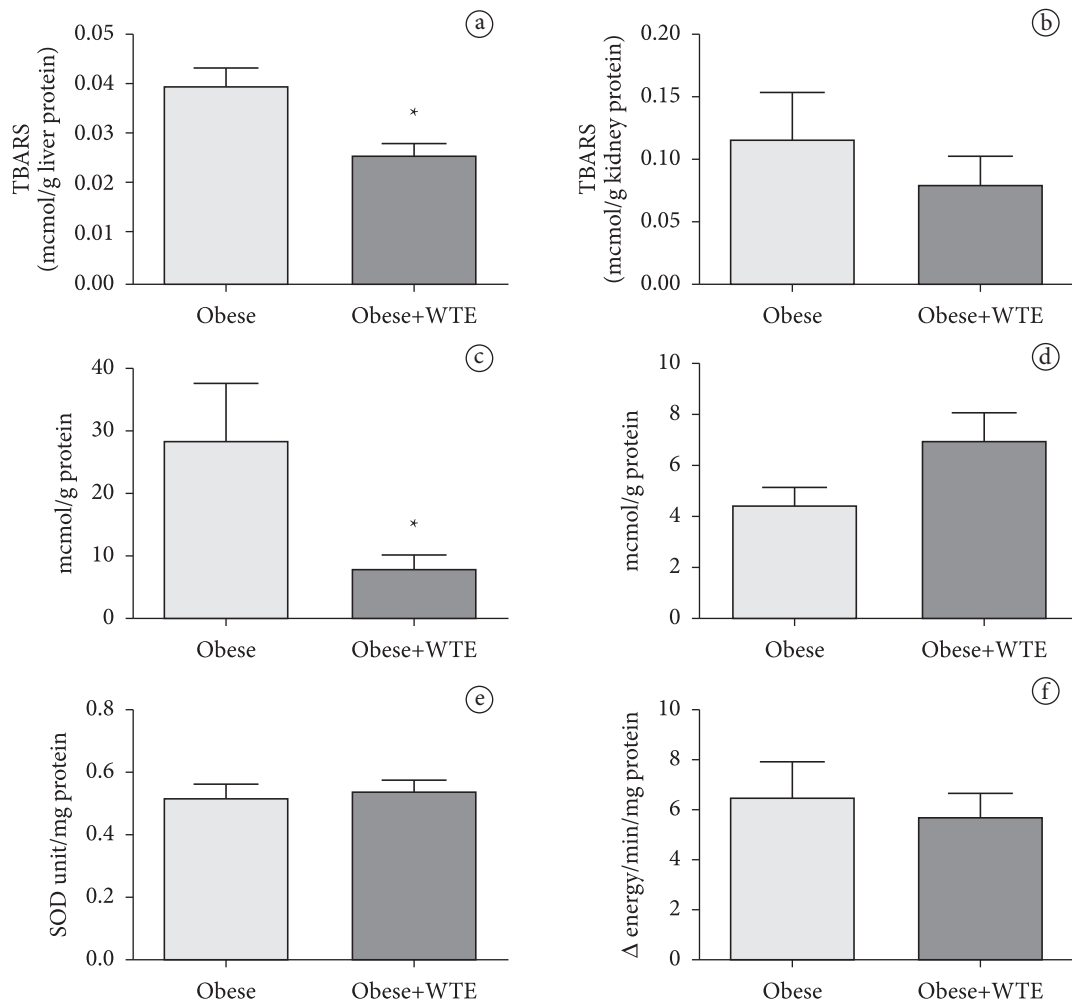 a
TBARS
(mcmol/g liver protein)
0.05
0.04
0.03
0.02
0.01
0.00
*
Obese
Obese+WTE
b
TBARS
(mcmol/g kidney protein)
0.20
0.15
0.10
0.05
0.00
Obese
Obese+WTE
c
mcmol/g protein
40
30
20
10
0
*
Obese
Obese+WTE
d
mcmol/g protein
10
8
6
4
2
0
Obese
Obese+WTE
e
SOD unit/mg protein
0.8
0.6
0.4
0.2
0.0
Obese
Obese+WTE
f
Δ energy/min/mg protein
10
8
6
4
2
0
Obese
Obese+WTE